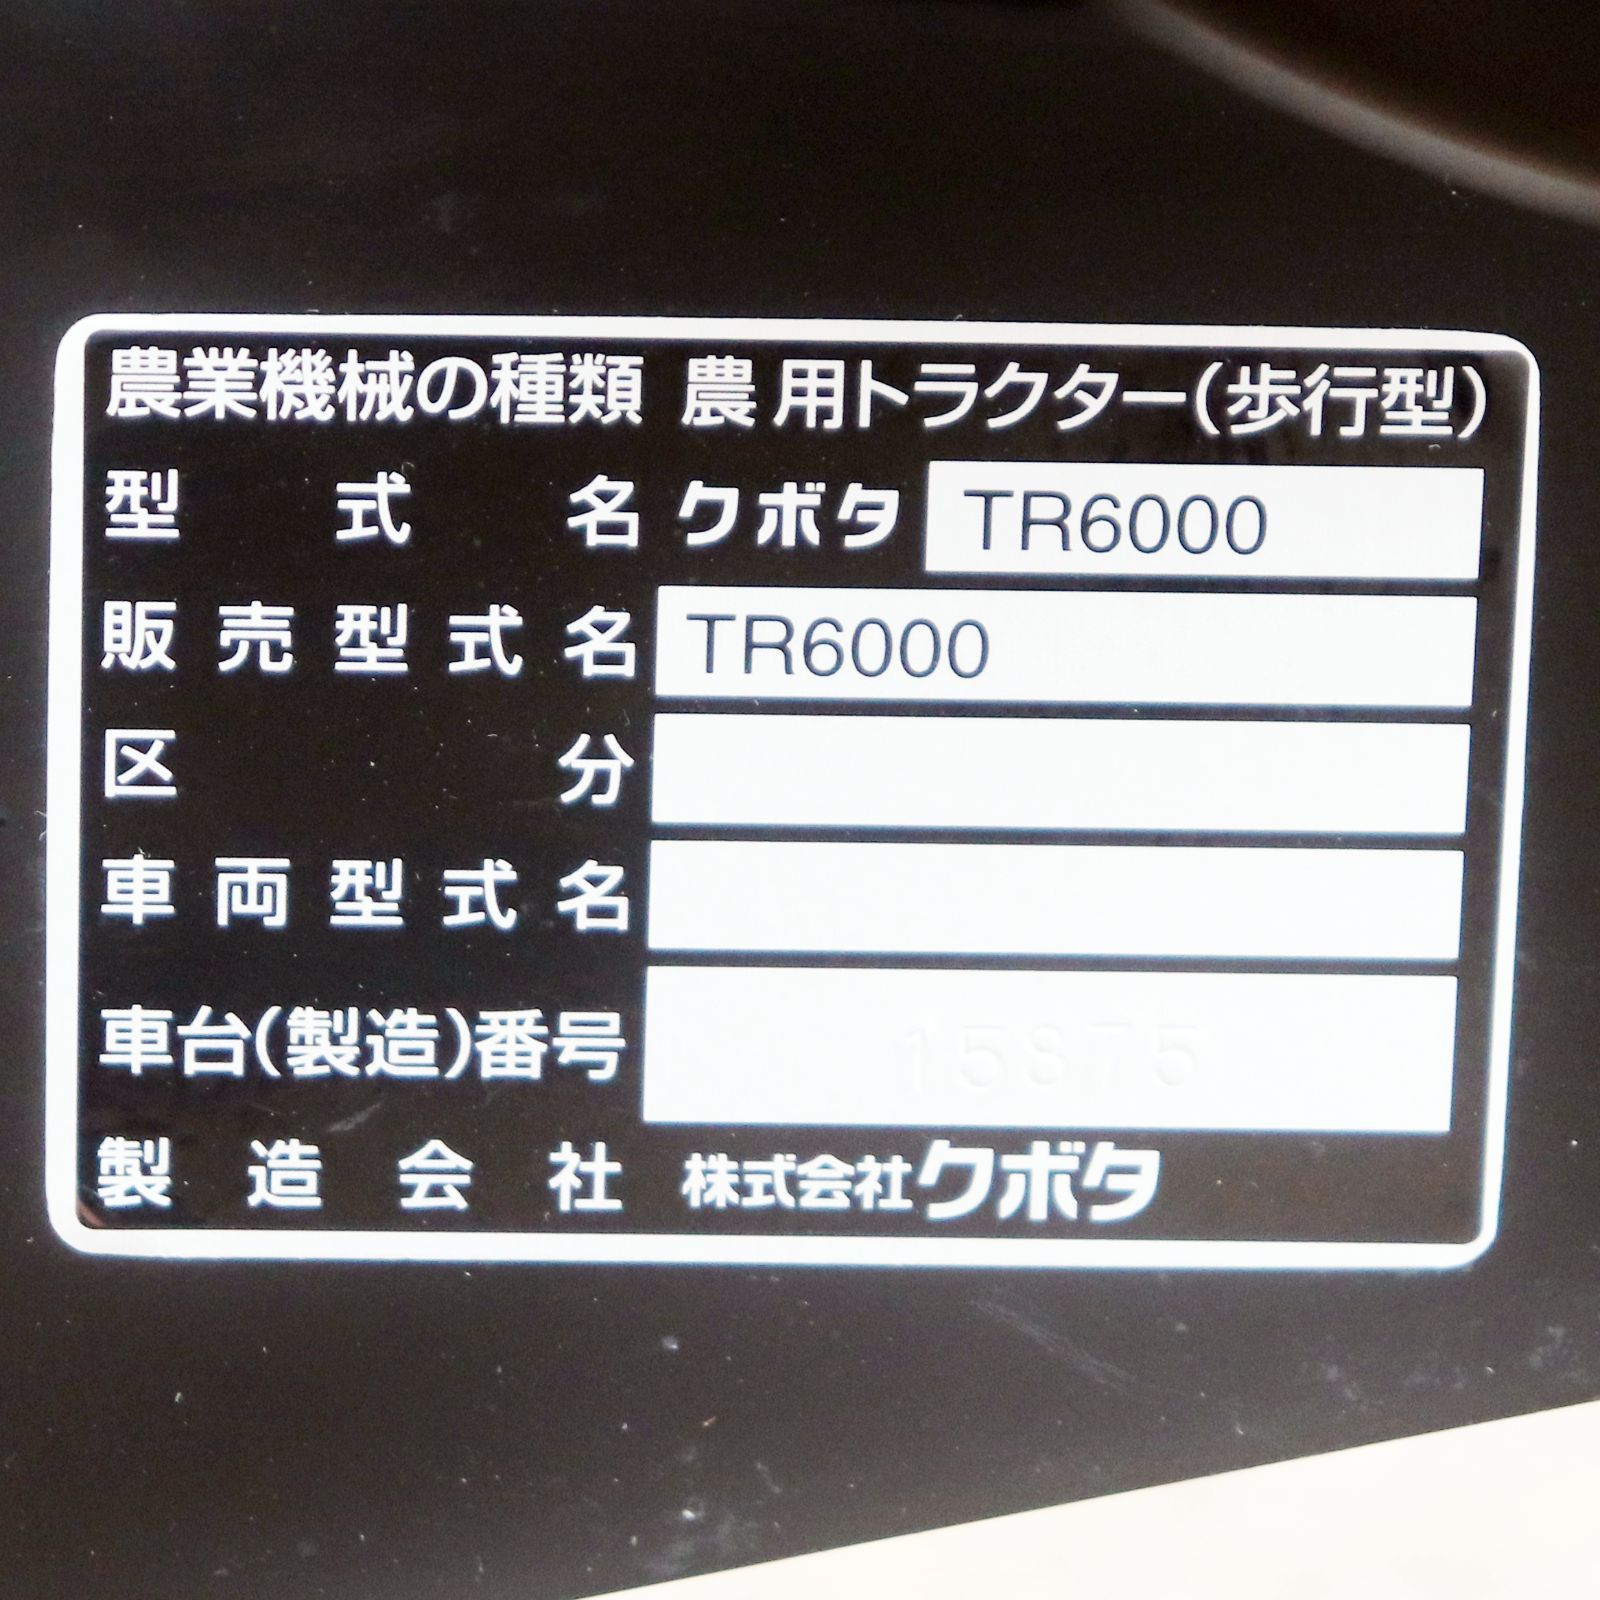 農業機械の種類 農用トラクター(歩行型)
型式名 クボタ TR6000
販売型式名 TR6000
区分
車両型式名
車台(製造)番号 15875
製造会社 株式会社クボタ